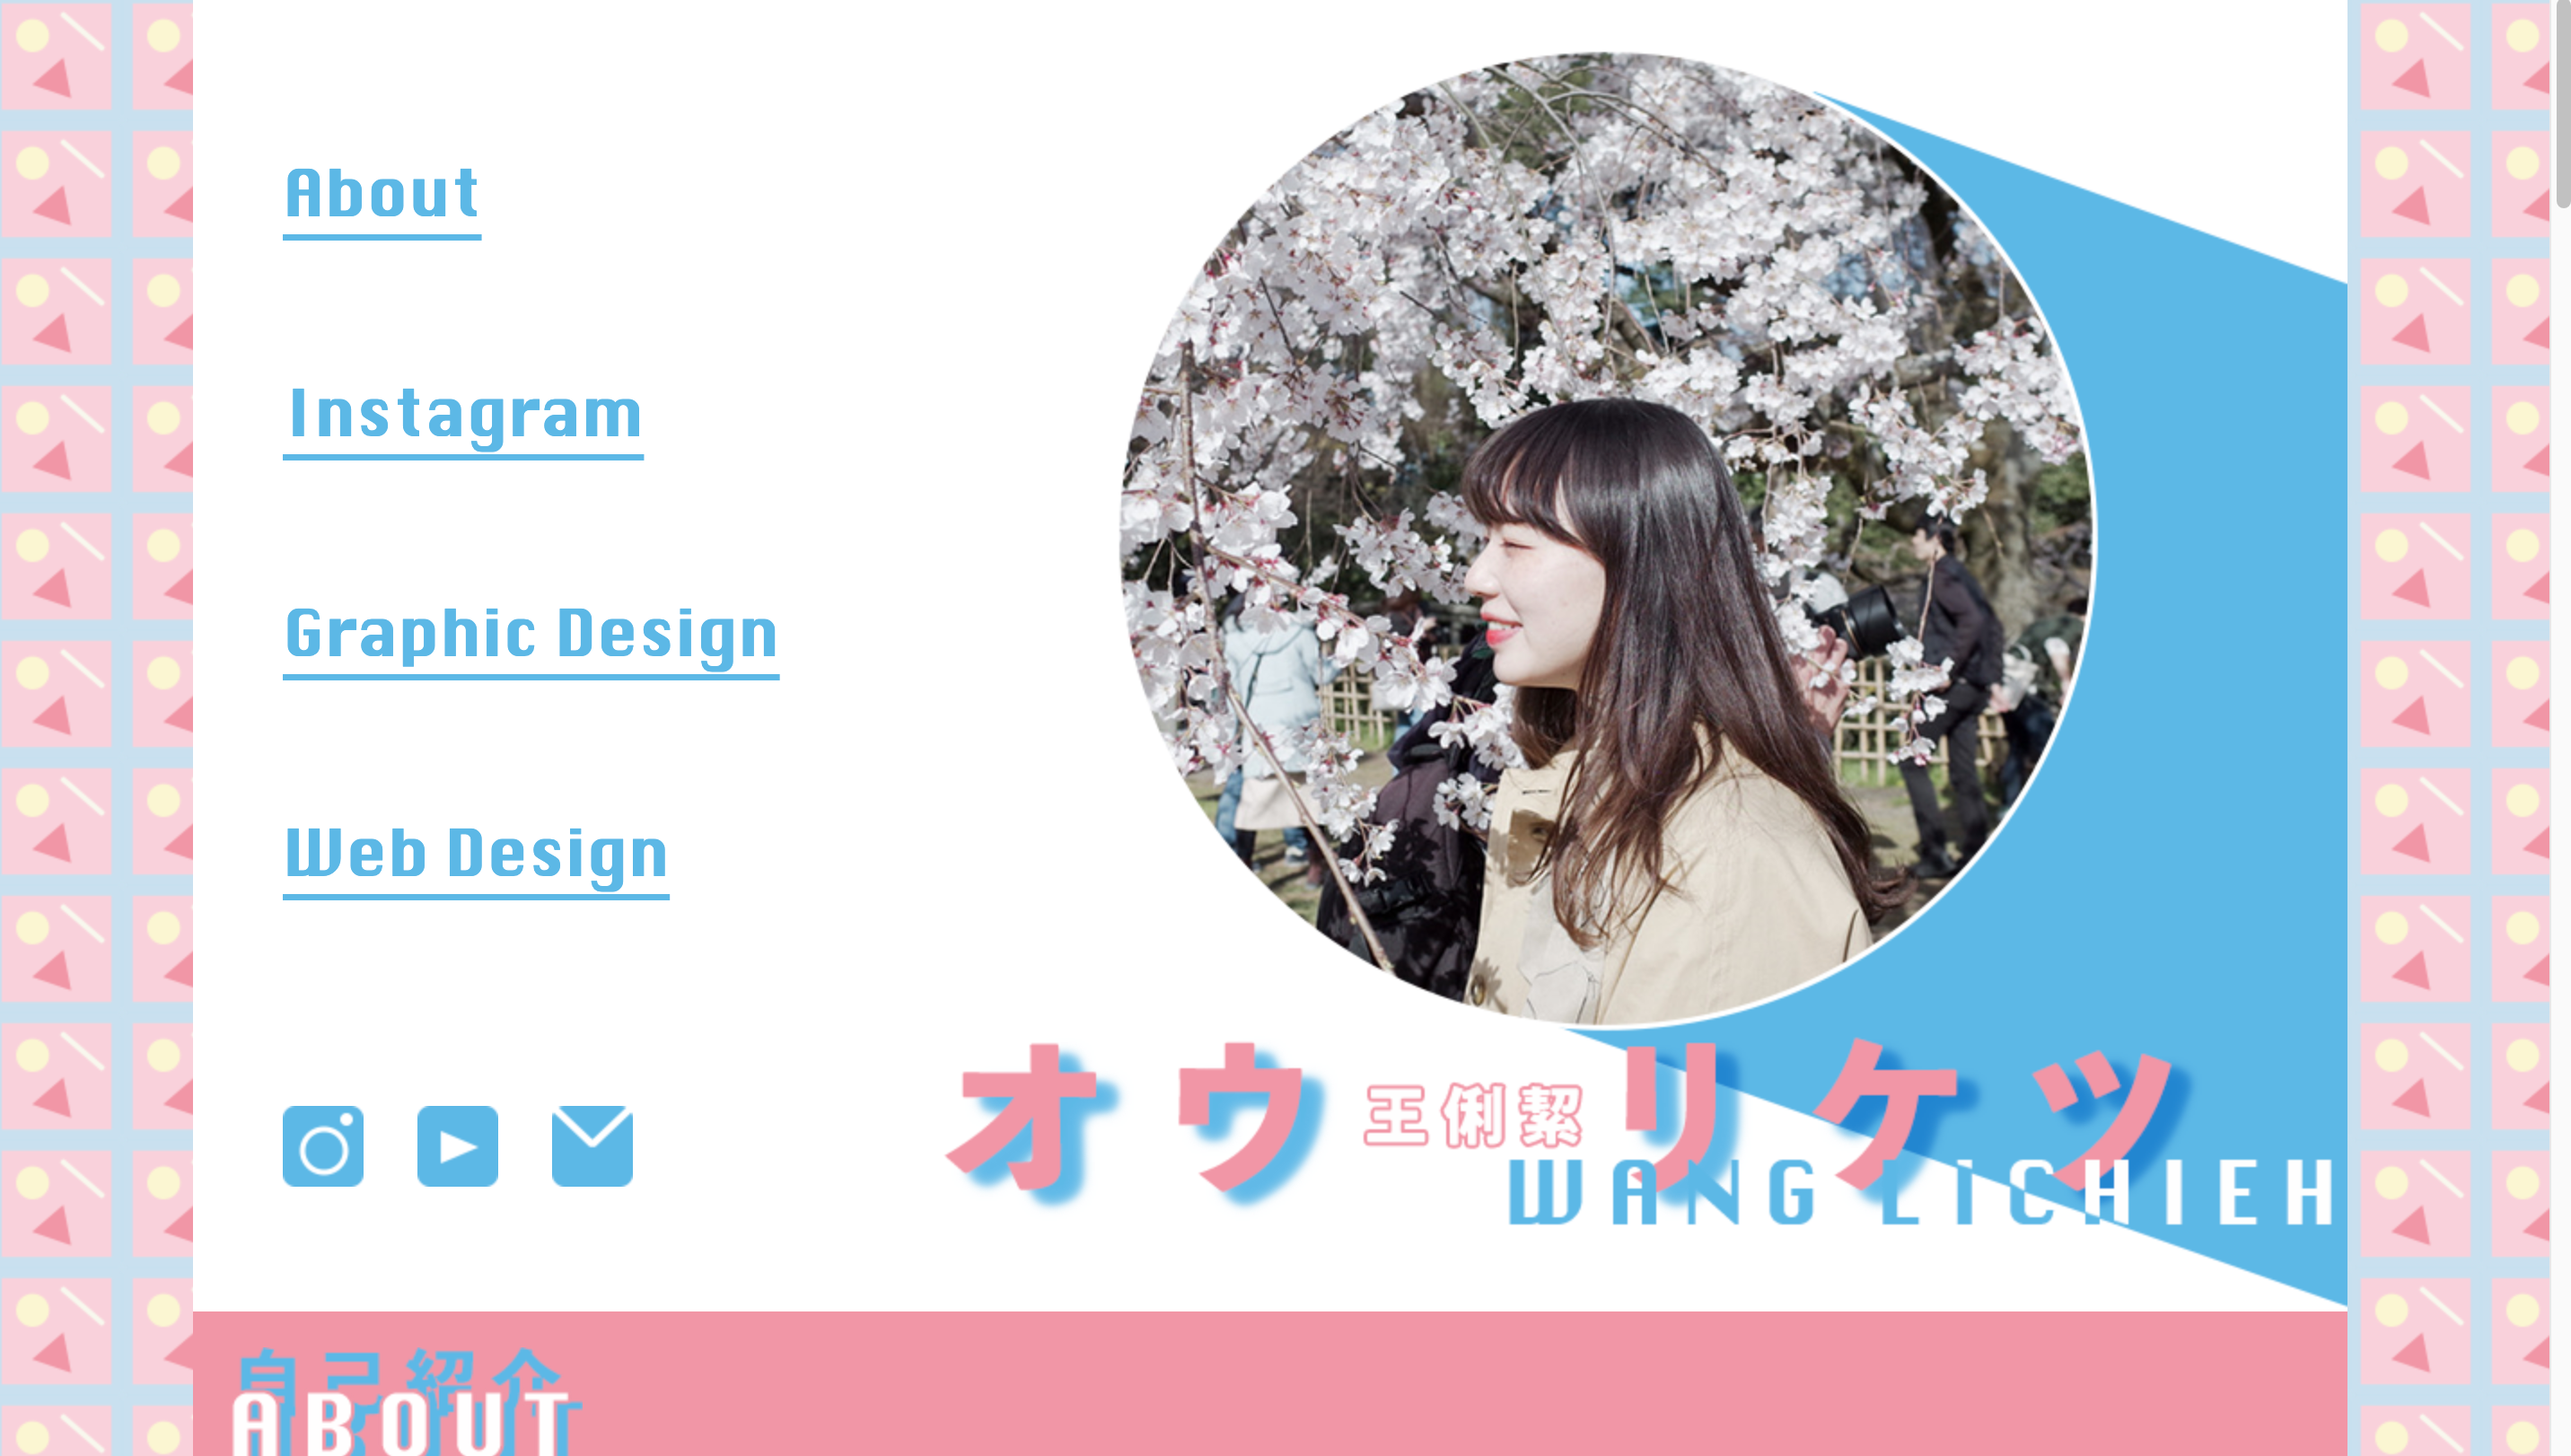 About
Instagram
Graphic Design
Web Design
オウ 王俐絜 リケツ
WANG LICHIEH
自己紹介
ABOUT